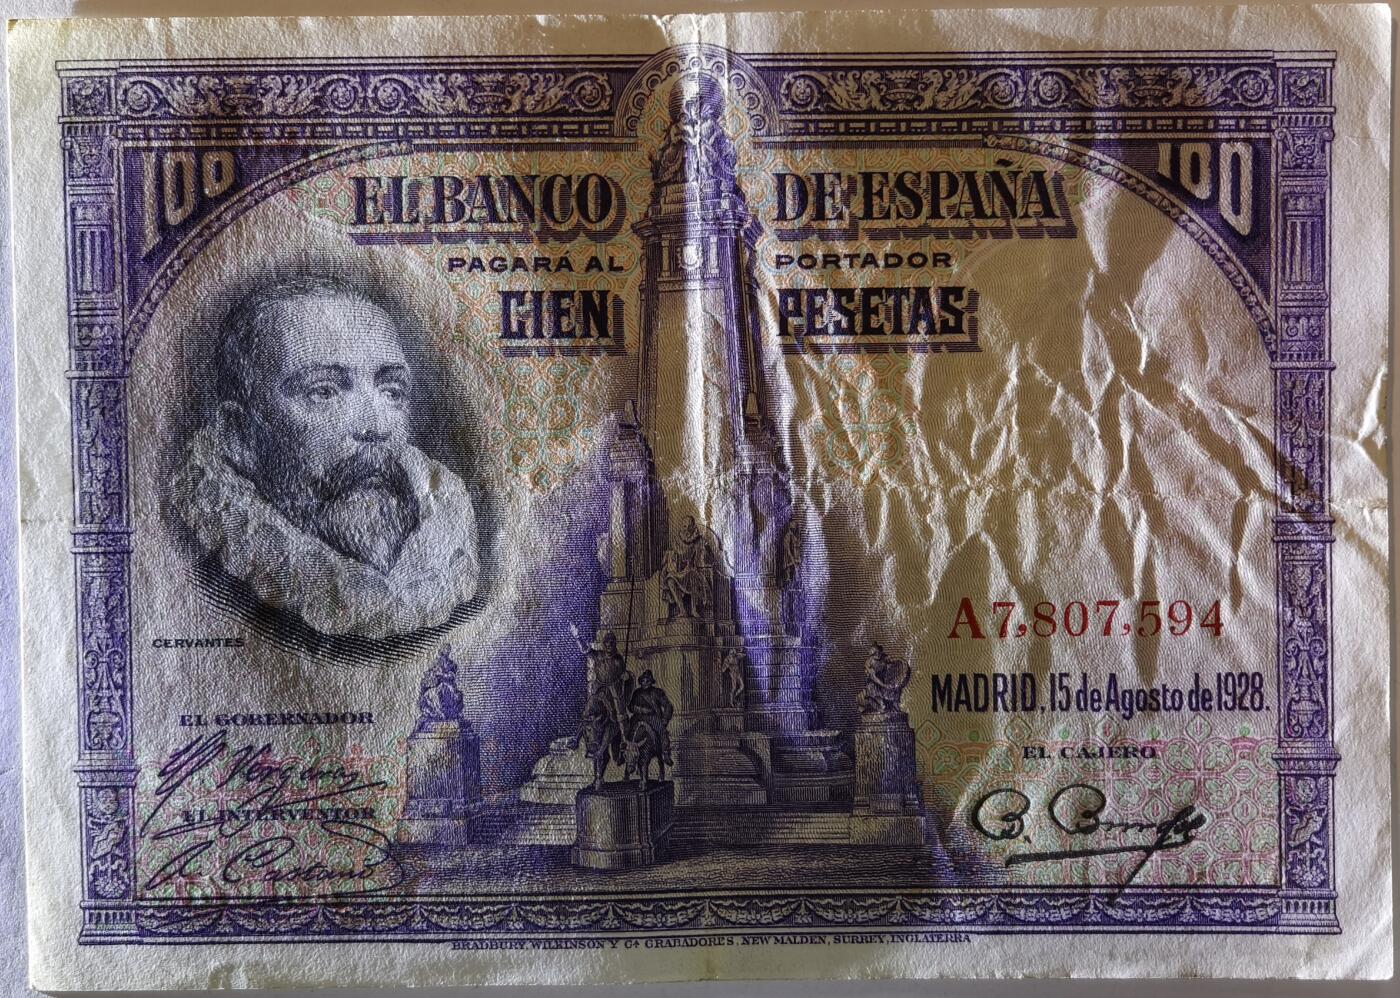 100 100
EL BANCO DE ESPAÑA
PAGARÁ AL PORTADOR
CIEN PESETAS
CERVANTES
A7,807,594
MADRID, 15 de Agosto de 1928.
EL GOBERNADOR
EL CAJERO
EL INTERVENTOR
BRADBURY, WILKINSON Y Cª GRABADORES, NEW MALDEN, SURREY, INGLATERRA